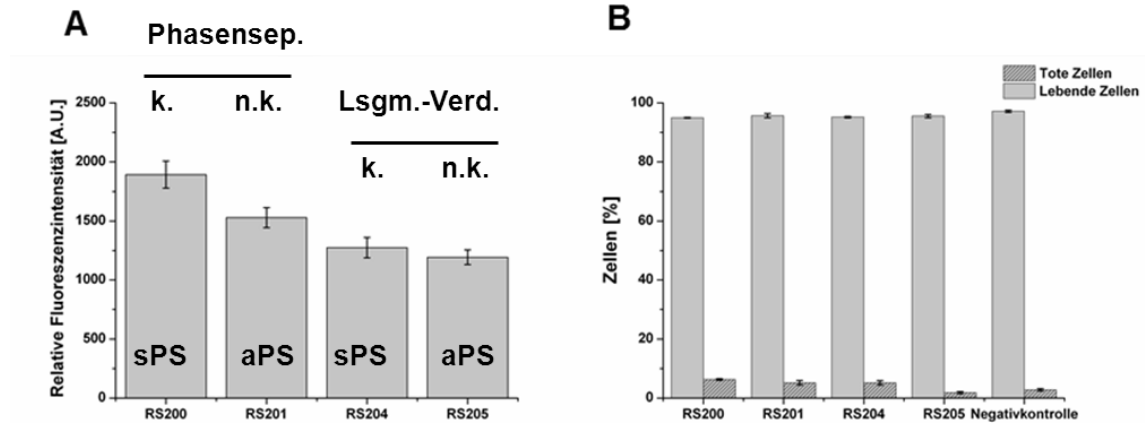 A
Phasensep.
k. n.k.
Lsgm.-Verd.
k. n.k.
Relative Fluoreszenzintensität [A.U.]
2500
2000
1500
1000
500
0
sPS aPS sPS aPS
RS200 RS201 RS204 RS205
B
Tote Zellen
Lebende Zellen
Zellen [%]
100
80
60
40
20
0
RS200 RS201 RS204 RS205 Negativkontrolle